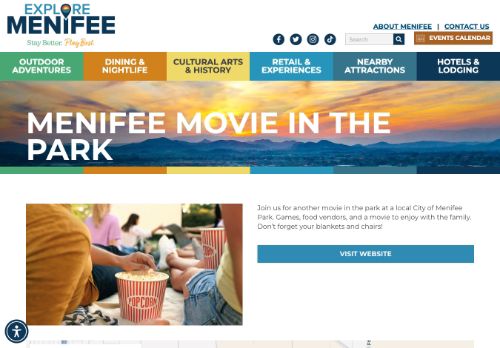 EXPLORE
MENIFEE
Stay Better. Play Best.
ABOUT MENIFEE | CONTACT US
Search
EVENTS CALENDAR
OUTDOOR ADVENTURES
DINING & NIGHTLIFE
CULTURAL ARTS & HISTORY
RETAIL & EXPERIENCES
NEARBY ATTRACTIONS
HOTELS & LODGING
MENIFEE MOVIE IN THE
PARK
Join us for another movie in the park at a local City of Menifee
Park. Games, food vendors, and a movie to enjoy with the family.
Don't forget your blankets and chairs!
VISIT WEBSITE
POPCORN